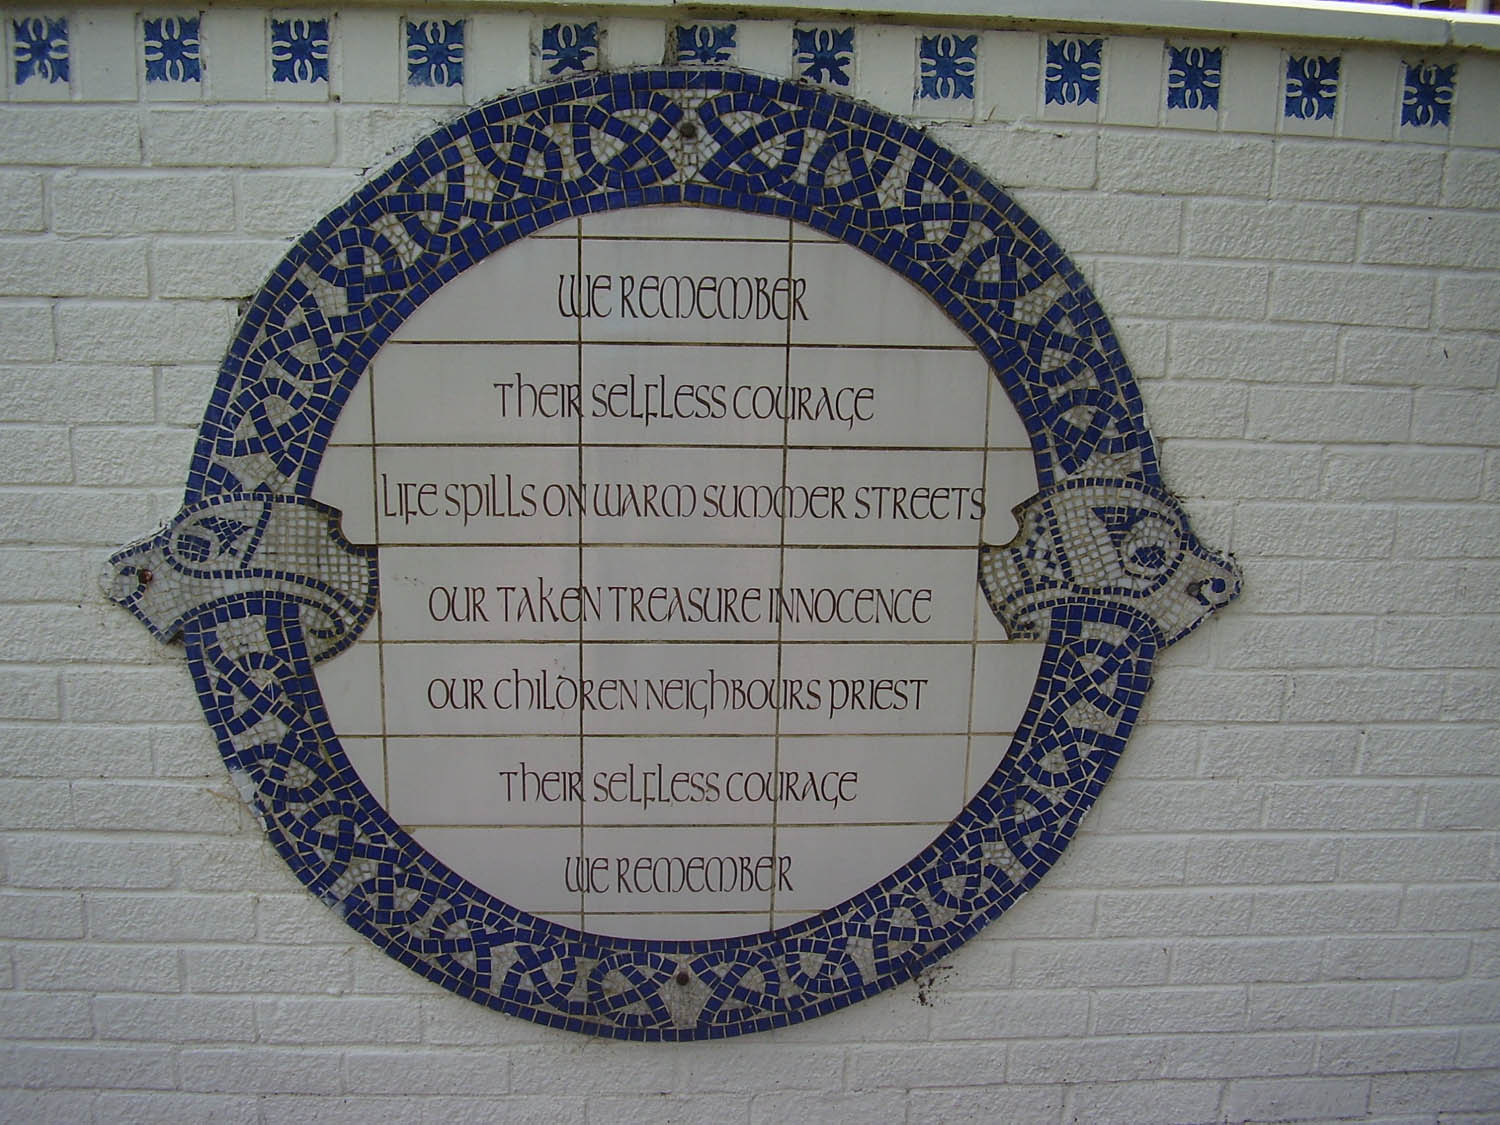 WE REMEMBER
THEIR SELFLESS COURAGE
LIFE SPILLS ON WARM SUMMER STREETS
OUR TAKEN TREASURE INNOCENCE
OUR CHILDREN NEIGHBOURS PRIEST
THEIR SELFLESS COURAGE
WE REMEMBER